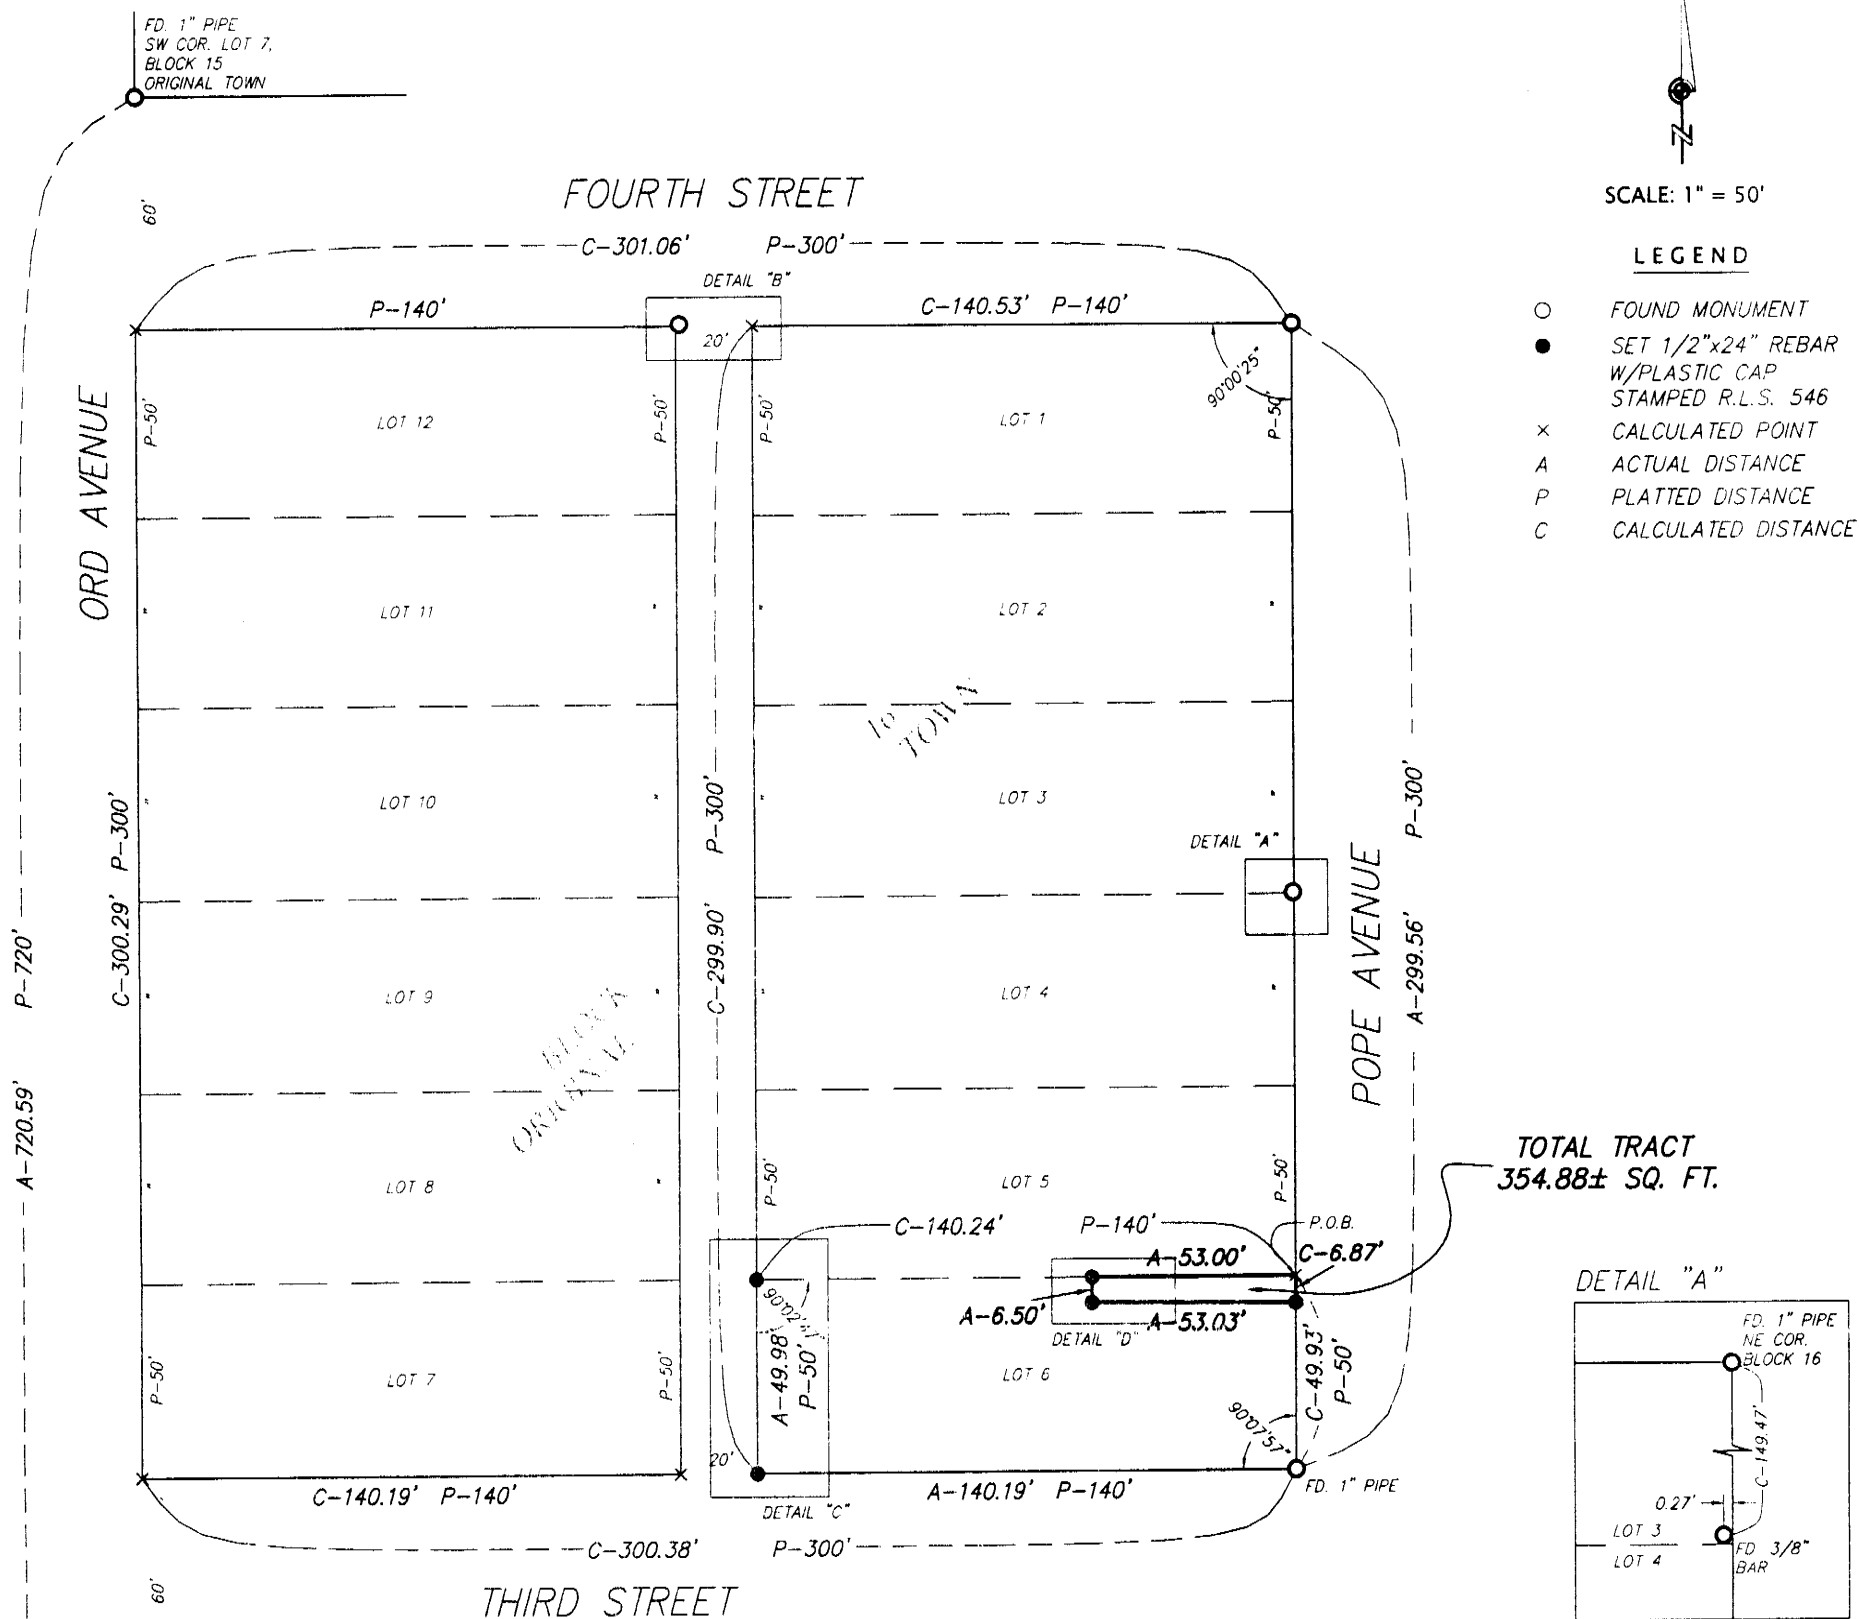 FD. 1" PIPE
SW COR. LOT 7,
BLOCK 15
ORIGINAL TOWN
N
SCALE: 1" = 50'
LEGEND
FOUND MONUMENT
SET 1/2"x24" REBAR
W/PLASTIC CAP
STAMPED R.L.S. 546
× CALCULATED POINT
A ACTUAL DISTANCE
P PLATTED DISTANCE
C CALCULATED DISTANCE
FOURTH STREET
60'
C-301.06' P-300'
DETAIL "B"
P-140'
20'
C-140.53' P-140'
90°00'25"
P-50'
P-50'
P-50'
P-50'
LOT 12
LOT 1
ORD AVENUE
LOT 11
LOT 2
16
TOWN
LOT 10
LOT 3
C-300.29' P-300'
C-299.90' P-300'
DETAIL "A"
POPE AVENUE
A-299.56' P-300'
A-720.59' P-720'
LOT 9
LOT 4
BLOCK
ORIGINAL
LOT 8
LOT 5
P-50'
P-50'
TOTAL TRACT
354.88± SQ. FT.
C-140.24' P-140'
P.O.B.
A-53.00'
C-6.87'
A-6.50'
A-53.03'
DETAIL "D"
90°02'47"
A-49.98'
P-50'
C-49.93'
P-50'
P-50'
P-50'
LOT 7
LOT 6
90°07'57"
20'
C-140.19' P-140'
A-140.19' P-140'
FD. 1" PIPE
DETAIL "C"
C-300.38' P-300'
60'
THIRD STREET
DETAIL "A"
FD. 1" PIPE
NE COR.
BLOCK 16
C-149.47'
0.27'
LOT 3
LOT 4
FD 3/8"
BAR